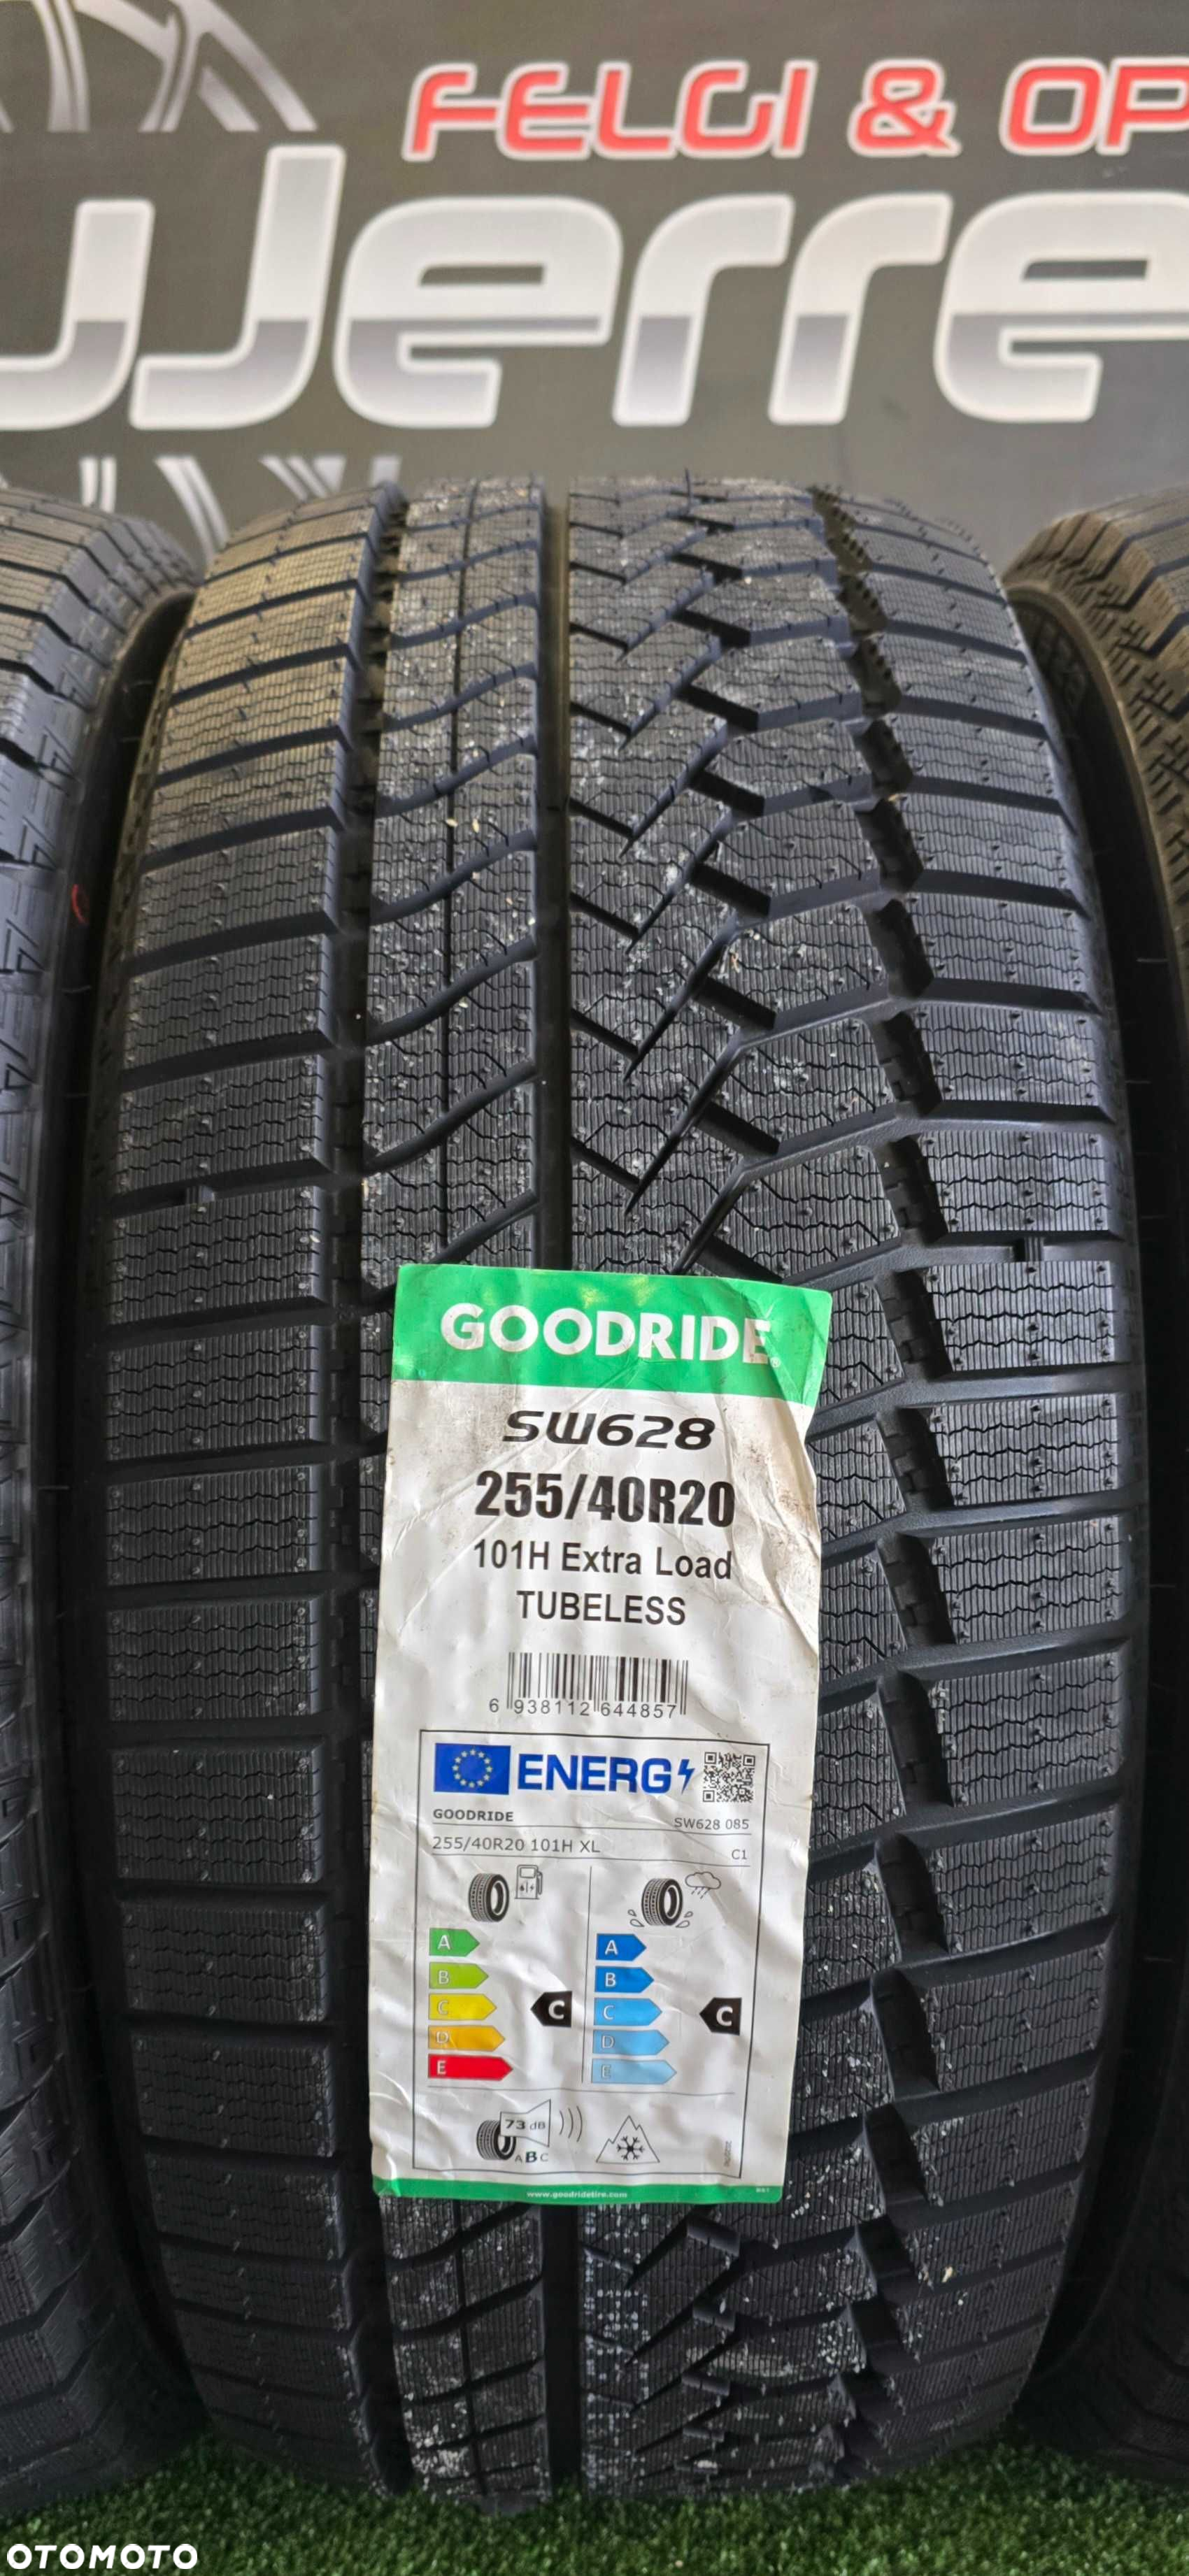 FELGI & OP
Jerre
GOODRIDE
SW628
255/40R20
101H Extra Load
TUBELESS
6 938112 644857
ENERG
GOODRIDE
SW628 085
255/40R20 101H XL
C1
A
A
B
B
C
C
C
C
D
D
E
E
73 dB
ABC
www.goodridetire.com
OTOMOTO